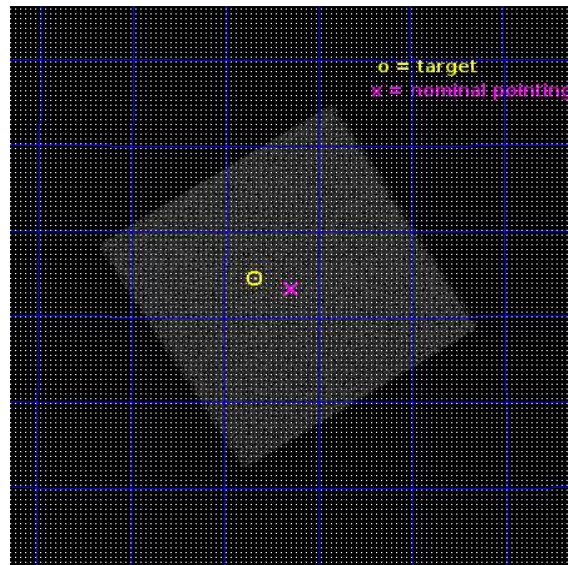 o = target
x = nominal pointing